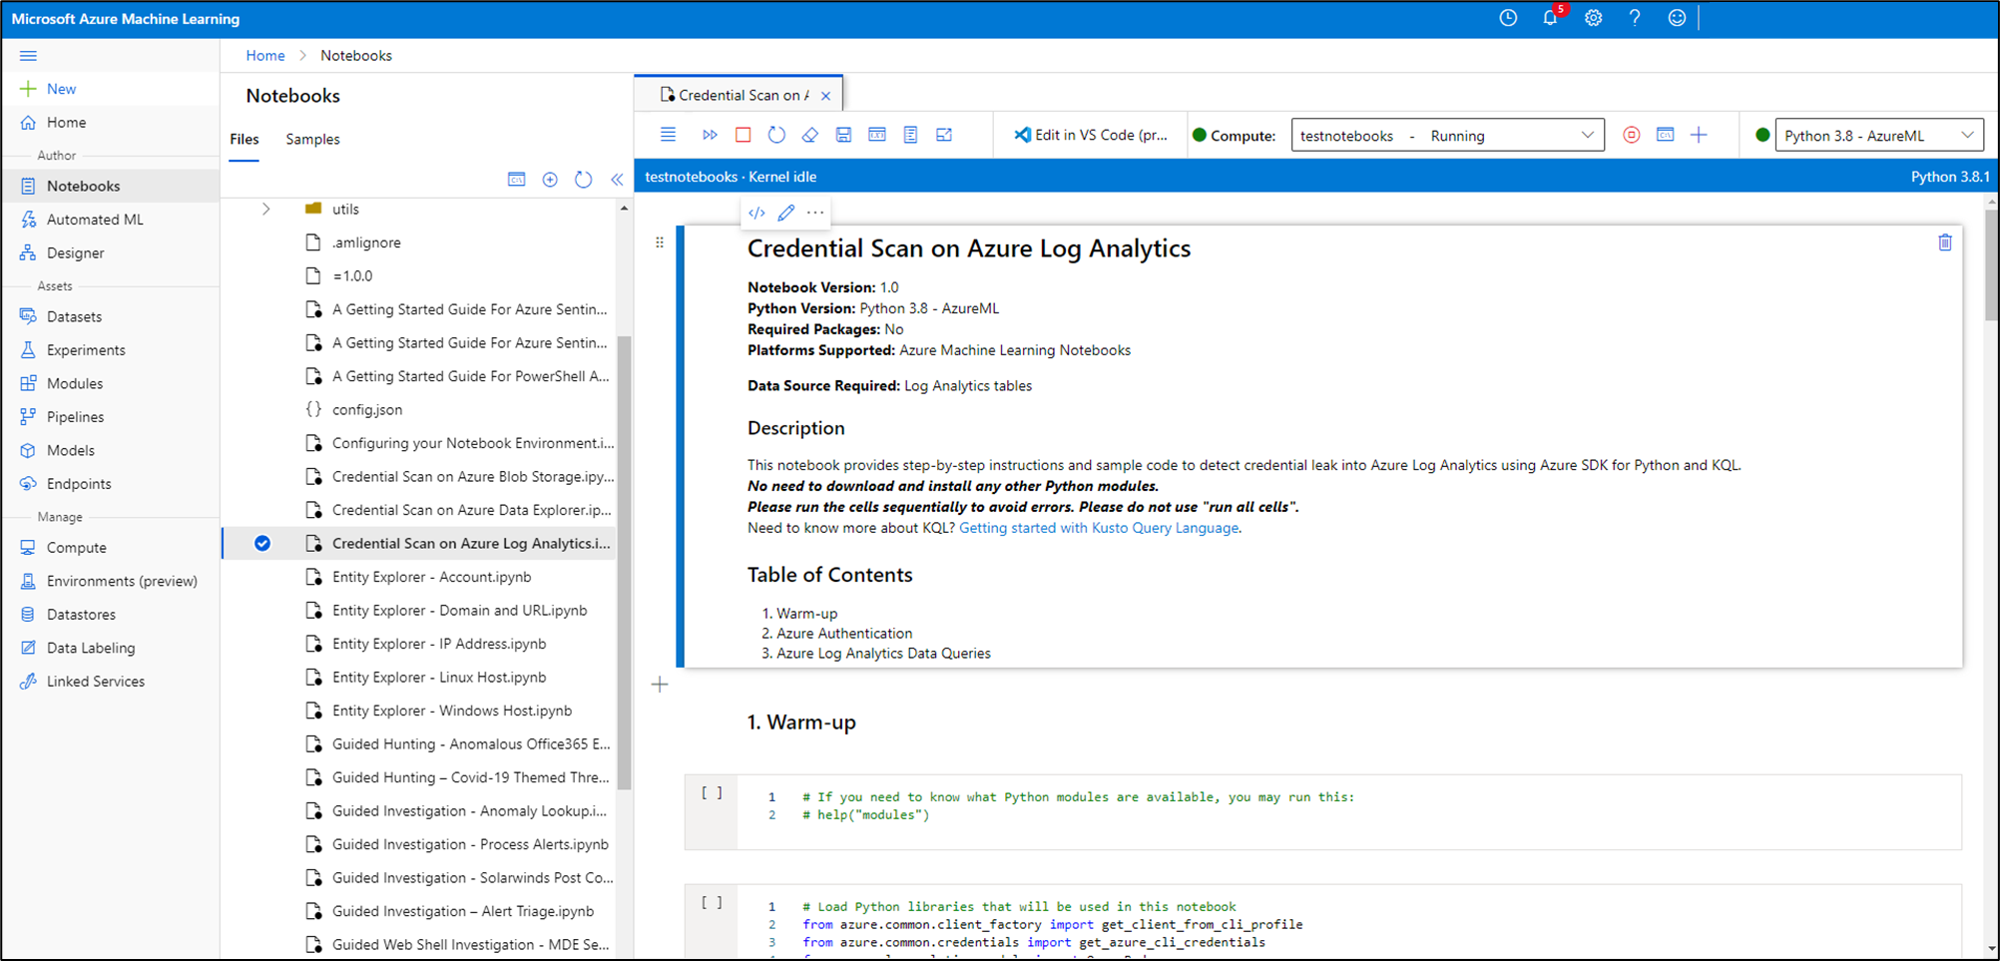 Microsoft Azure Machine Learning
5
Home > Notebooks
New
Home
Author
Notebooks
Automated ML
Designer
Assets
Datasets
Experiments
Modules
Pipelines
Models
Endpoints
Manage
Compute
Environments (preview)
Datastores
Data Labeling
Linked Services
Notebooks
Files Samples
utils
.amlignore
=1.0.0
A Getting Started Guide For Azure Sentin...
A Getting Started Guide For Azure Sentin...
A Getting Started Guide For PowerShell A...
{} config.json
Configuring your Notebook Environment.i...
Credential Scan on Azure Blob Storage.ipy...
Credential Scan on Azure Data Explorer.ip...
Credential Scan on Azure Log Analytics.i...
Entity Explorer - Account.ipynb
Entity Explorer - Domain and URL.ipynb
Entity Explorer - IP Address.ipynb
Entity Explorer - Linux Host.ipynb
Entity Explorer - Windows Host.ipynb
Guided Hunting - Anomalous Office365 E...
Guided Hunting – Covid-19 Themed Thre...
Guided Investigation - Anomaly Lookup.i...
Guided Investigation - Process Alerts.ipynb
Guided Investigation - Solarwinds Post Co...
Guided Investigation – Alert Triage.ipynb
Guided Web Shell Investigation - MDE Se...
Credential Scan on
Edit in VS Code (pr... Compute: testnotebooks - Running Python 3.8 - AzureML
testnotebooks · Kernel idle Python 3.8.1
Credential Scan on Azure Log Analytics
Notebook Version: 1.0
Python Version: Python 3.8 - AzureML
Required Packages: No
Platforms Supported: Azure Machine Learning Notebooks
Data Source Required: Log Analytics tables
Description
This notebook provides step-by-step instructions and sample code to detect credential leak into Azure Log Analytics using Azure SDK for Python and KQL.
No need to download and install any other Python modules.
Please run the cells sequentially to avoid errors. Please do not use "run all cells".
Need to know more about KQL? Getting started with Kusto Query Language.
Table of Contents
1. Warm-up
2. Azure Authentication
3. Azure Log Analytics Data Queries
1. Warm-up
[ ]
1 # If you need to know what Python modules are available, you may run this:
2 # help("modules")
[ ]
1 # Load Python libraries that will be used in this notebook
2 from azure.common.client_factory import get_client_from_cli_profile
3 from azure.common.credentials import get_azure_cli_credentials